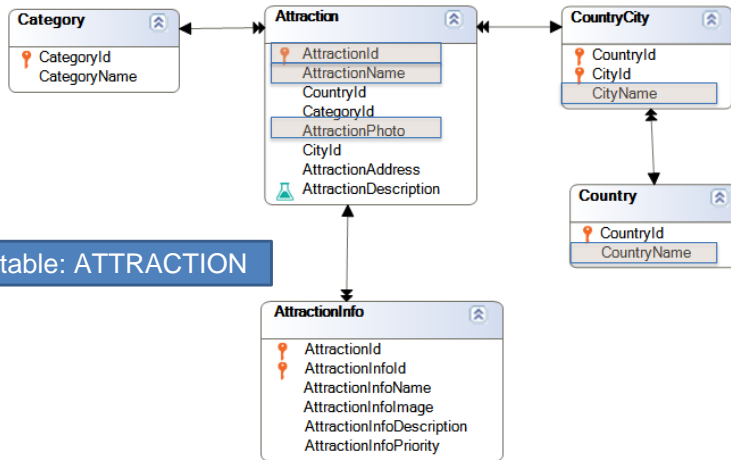 Category
CategoryId
CategoryName
Attraction
AttractionId
AttractionName
CountryId
CategoryId
AttractionPhoto
CityId
AttractionAddress
AttractionDescription
CountryCity
CountryId
CityId
CityName
Country
CountryId
CountryName
table: ATTRACTION
AttractionInfo
AttractionId
AttractionInfoId
AttractionInfoName
AttractionInfoImage
AttractionInfoDescription
AttractionInfoPriority